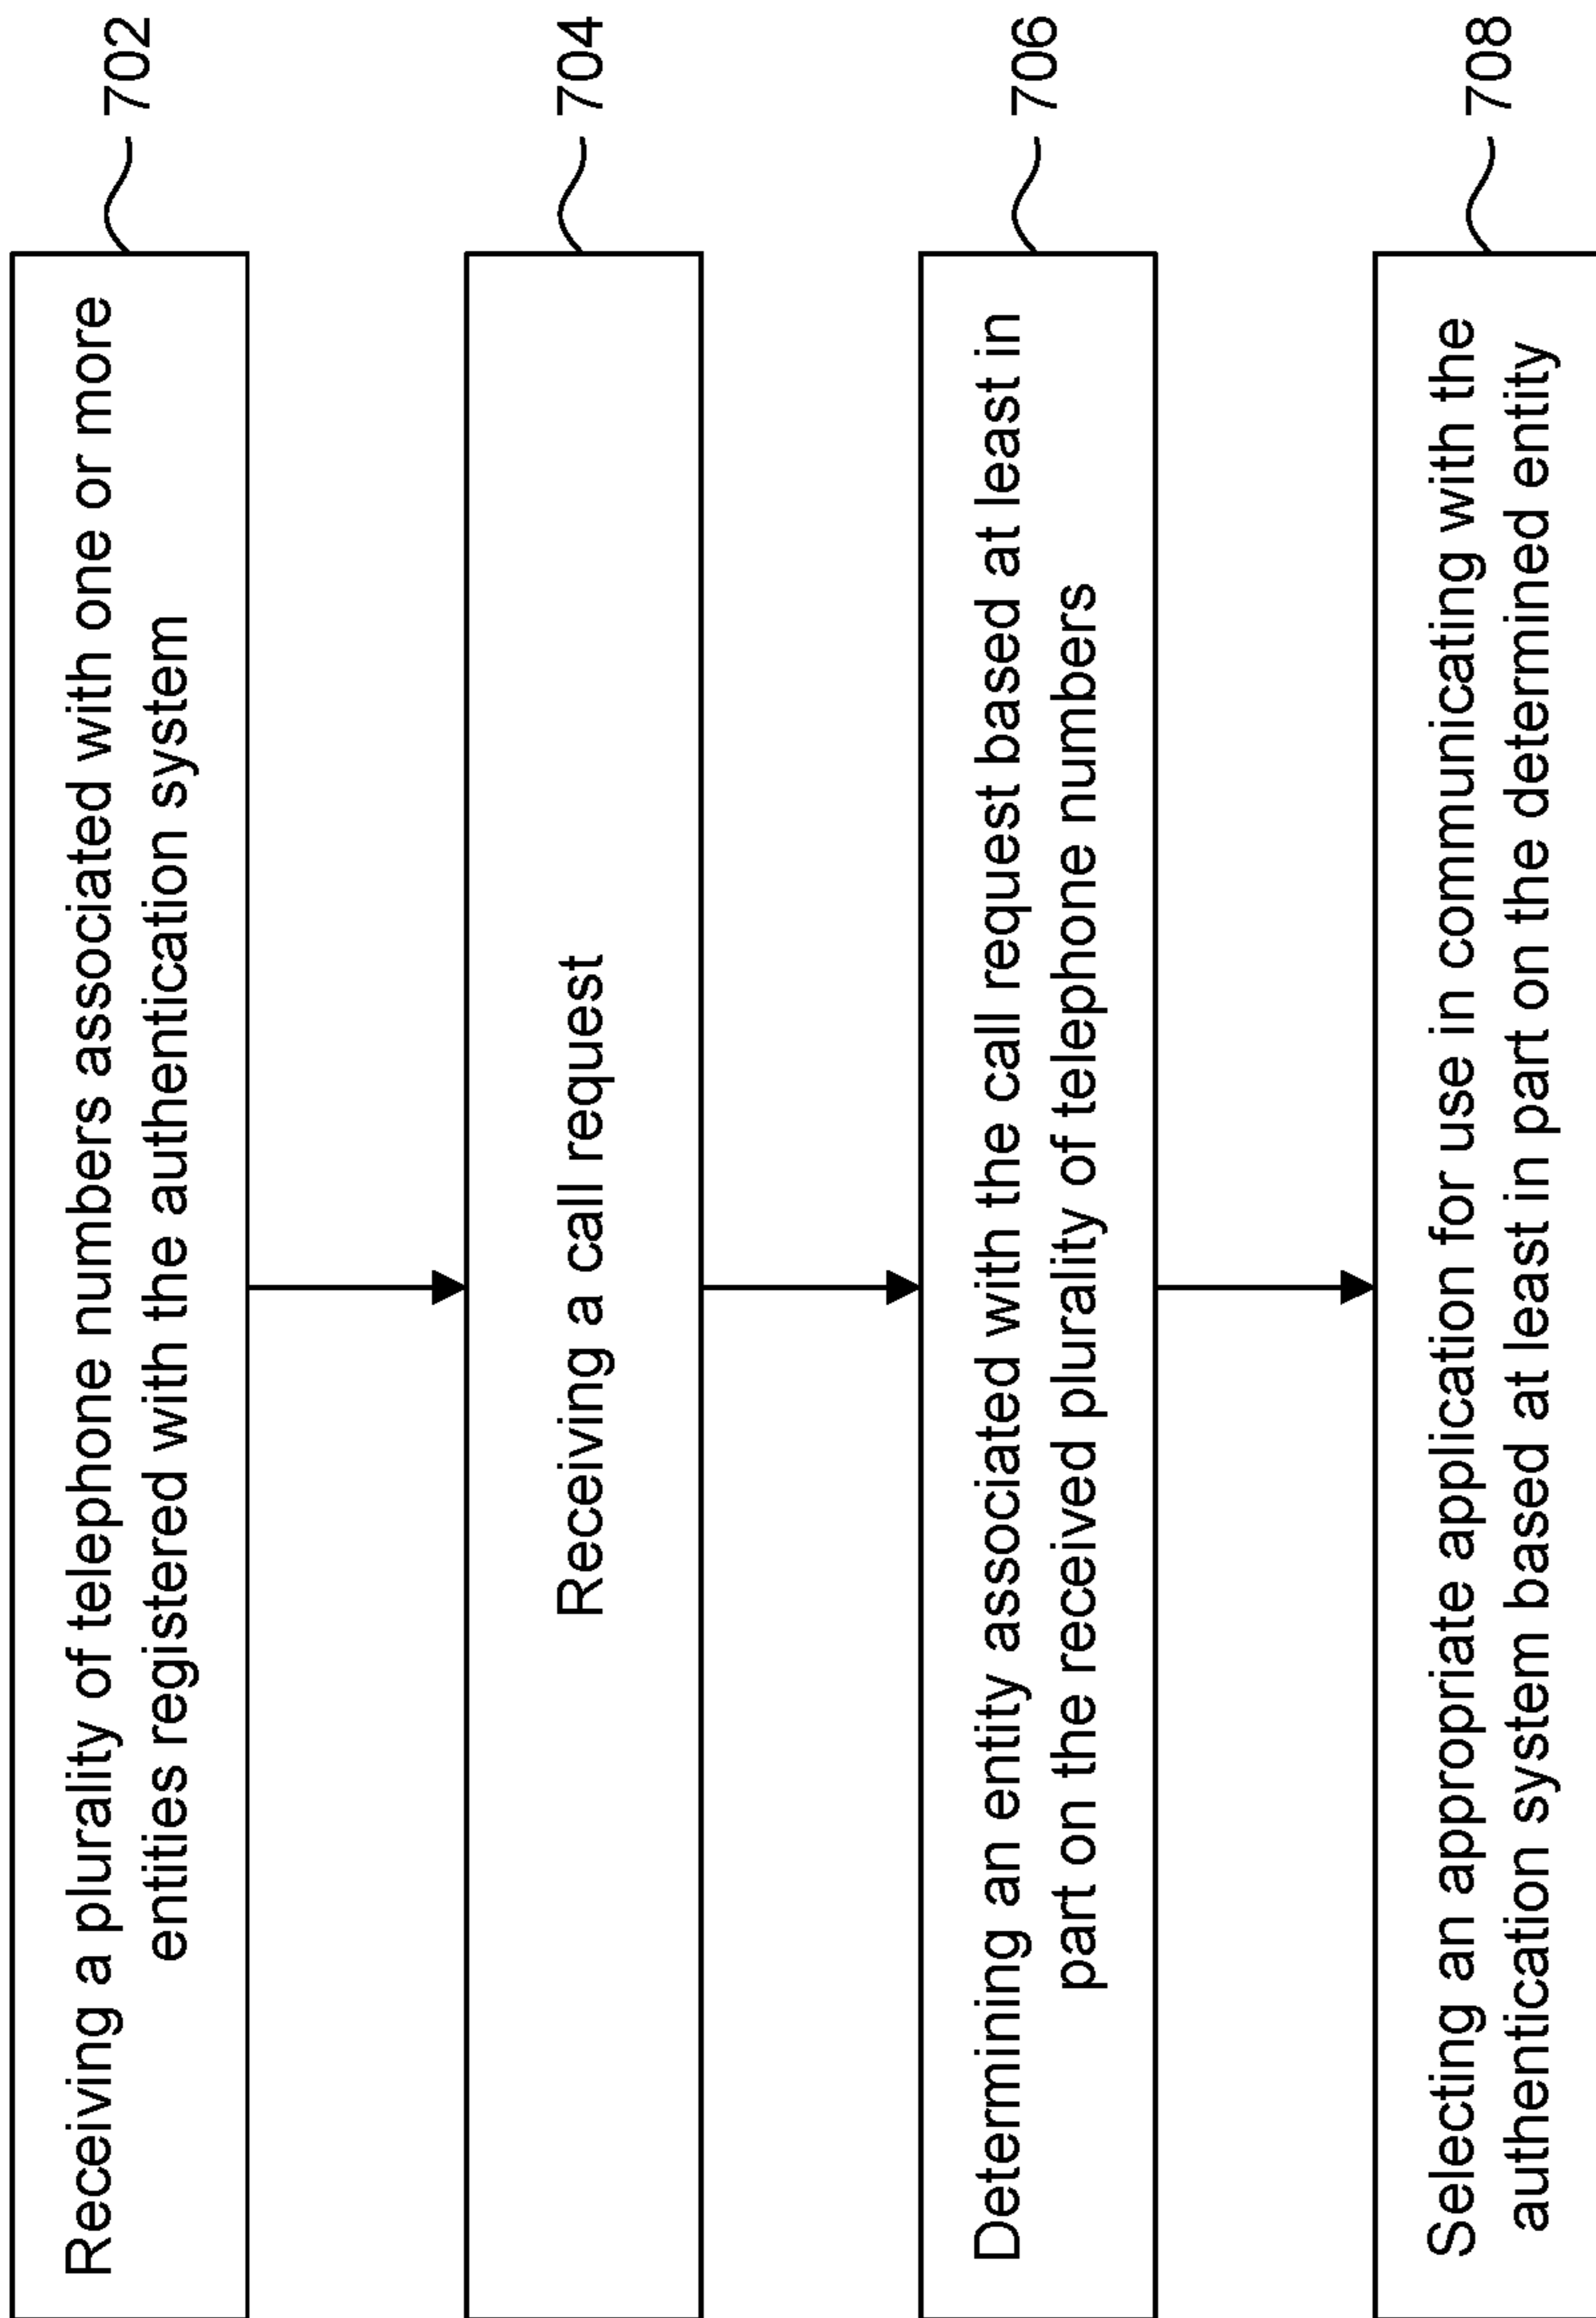 Receiving a plurality of telephone numbers associated with one or more
entities registered with the authentication system
702
Receiving a call request
704
Determining an entity associated with the call request based at least in
part on the received plurality of telephone numbers
706
Selecting an appropriate application for use in communicating with the
authentication system based at least in part on the determined entity
708